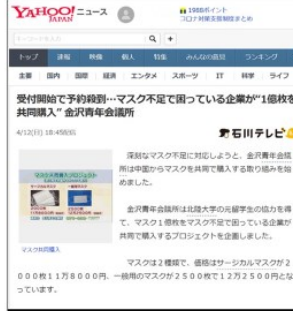 YAHOO! ニュース
JAPAN
新型コロナ
コロナ対策支援制度まとめ
キーワードを入力
トップ 速報 映像 個人 特集 みんなの意見 ランキング
主要 国内 国際 経済 エンタメ スポーツ IT 科学 ライフ
受付開始で予約殺到…マスク不足で困っている企業が“1億枚を
共同購入” 金沢青年会議所
4/12(日) 18:45配信
石川テレビ
深刻なマスク不足に対応しようと、金沢青年会議
所は中国からマスクを共同で購入する取り組みを始
めました。
金沢青年会議所は北陸大学の元留学生の協力を得
て、マスク1億枚をマスク不足で困っている企業が
共同で購入するプロジェクトを企画しました。
マスク共同購入
マスクは2種類で、価格はサージカルマスクが2
000枚11万8000円、一般用のマスクが2500枚で12万2500円とな
っています。